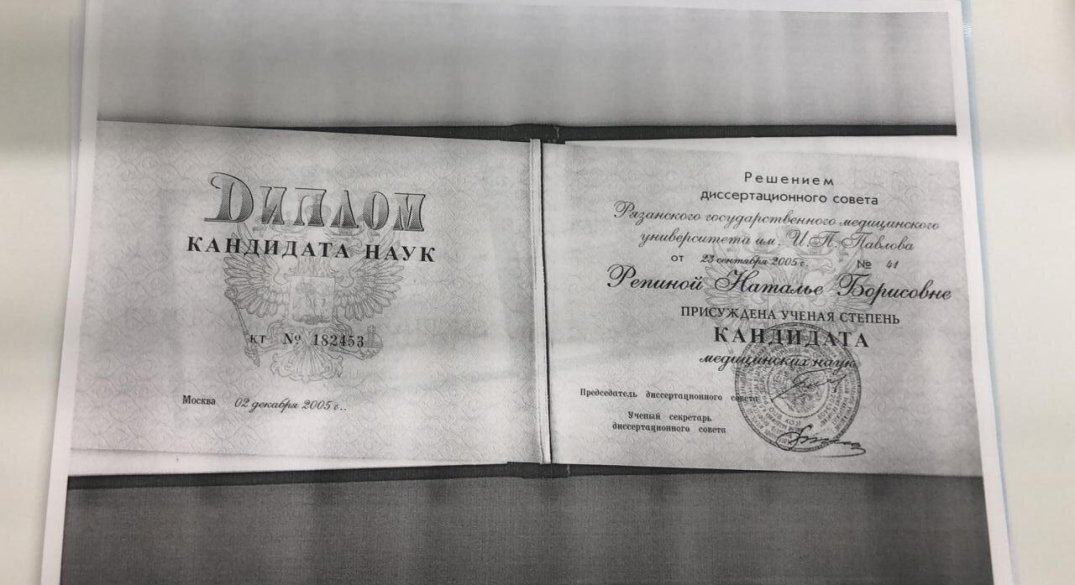 ДИПЛОМ
КАНДИДАТА НАУК
КТ № 182453
Москва 02 декабря 2005 г..
Решением
диссертационного совета
Рязанского государственного медицинского
университета им. И.П. Павлова
от 23 сентября 2005 г. № 41
Репиной Наталье Борисовне
ПРИСУЖДЕНА УЧЕНАЯ СТЕПЕНЬ
КАНДИДАТА
медицинских наук
Председатель диссертационного совета
Ученый секретарь
диссертационного совета